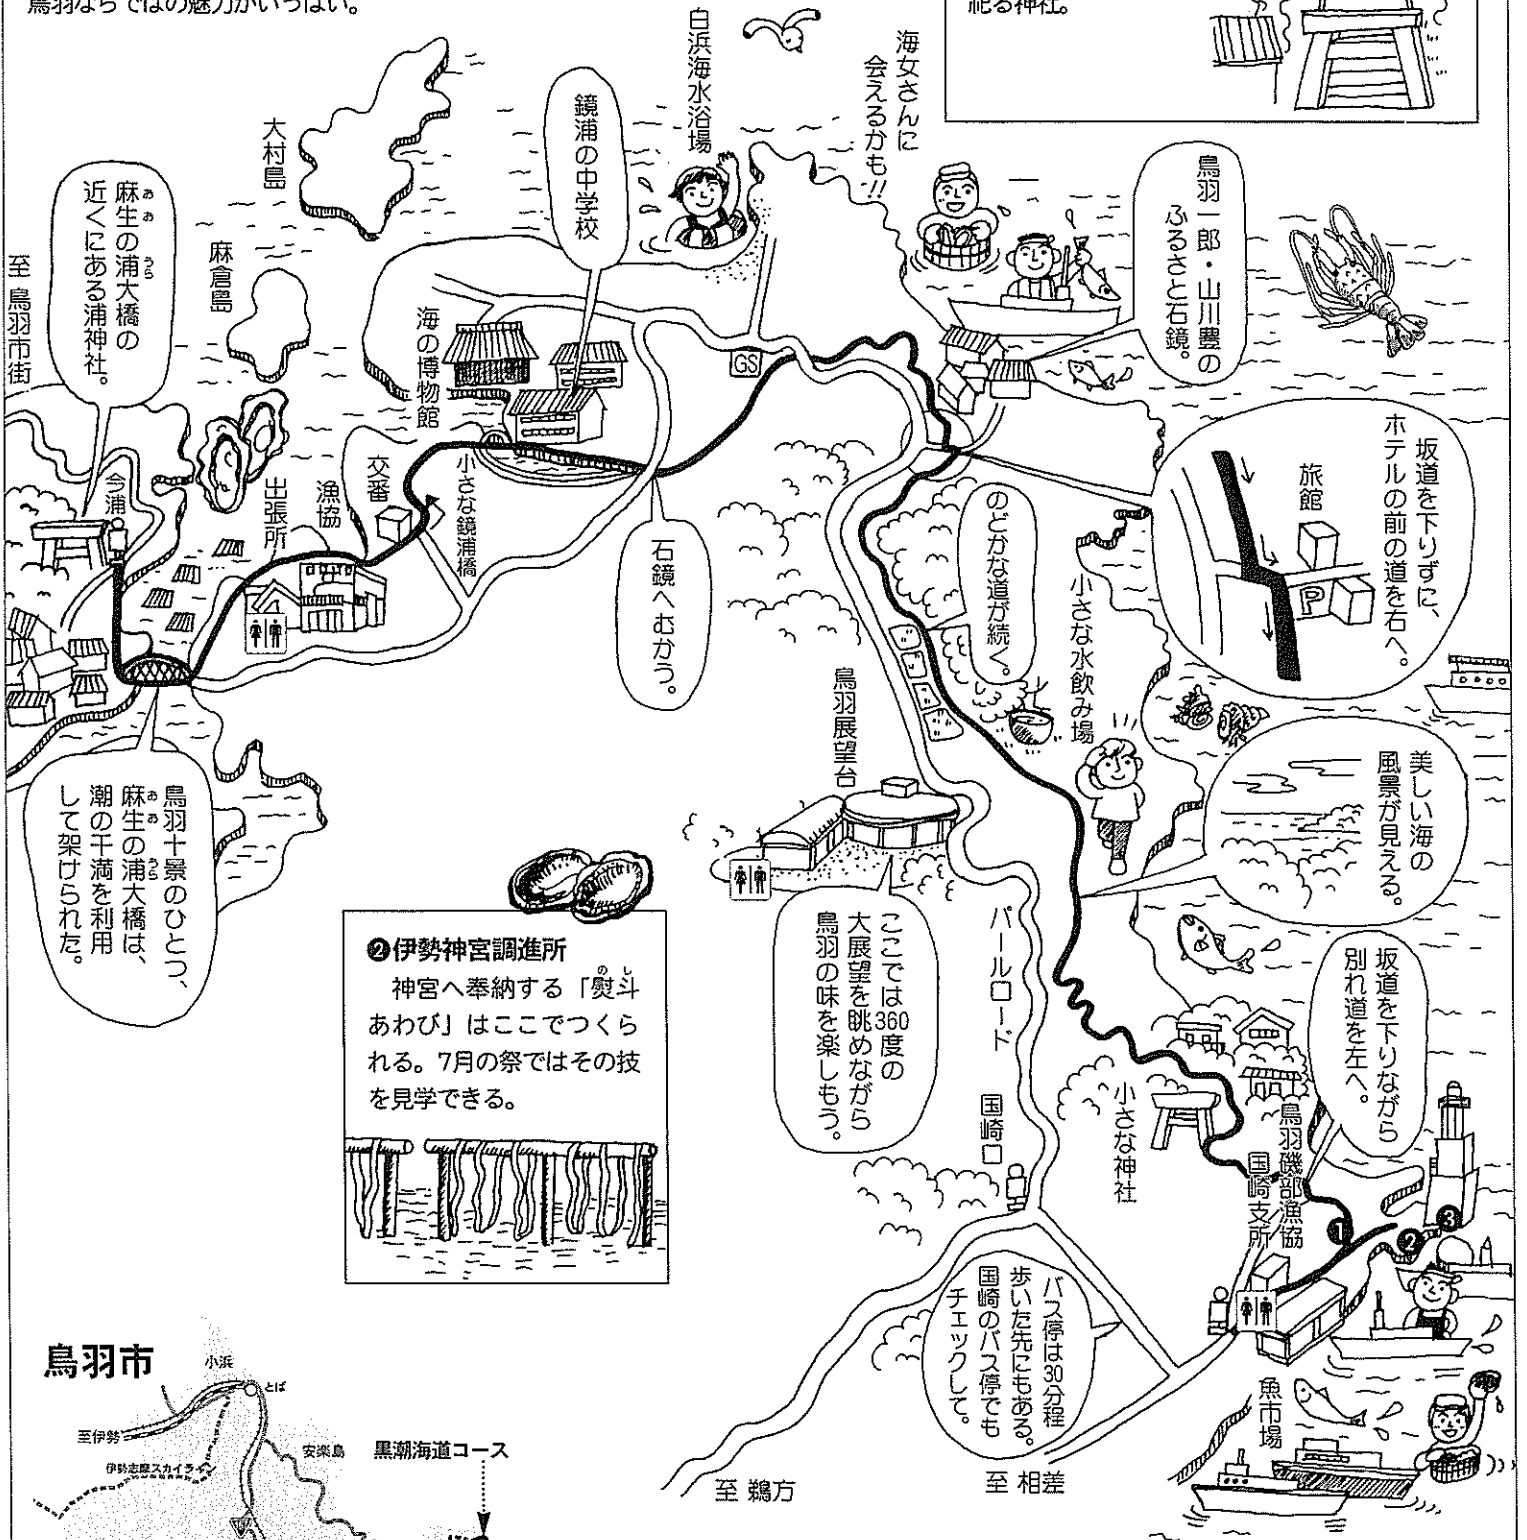 鳥羽ならではの魅力がいっぱい。
祀る神社。
白浜海水浴場
海女さんに
会えるかも!!
鏡浦の中学校
鳥羽一郎・山川豊の
ふるさと石鏡。
大村島
麻生の浦大橋の
おお うら
近くにある浦神社。
麻倉島
至 鳥羽市街
海の博物館
GS
坂道を下りずに、
ホテルの前の道を右へ。
旅館
P
今浦
出張所
漁協
交番
小さな鏡浦橋
石鏡へむかう。
のどかな道が続く。
小さな水飲み場
鳥羽展望台
美しい海の
風景が見える。
鳥羽十景のひとつ、
麻生の浦大橋は、
おお うら
潮の干満を利用
して架けられた。
❷伊勢神宮調進所
神宮へ奉納する「熨斗
のし
あわび」はここでつくら
れる。7月の祭ではその技
を見学できる。
ここでは360度の
大展望を眺めながら
鳥羽の味を楽しもう。
パールロード
坂道を下りながら
別れ道を左へ。
国崎口
小さな神社
鳥羽磯部漁協
国崎支所
❶
❷
❸
バス停は30分程
歩いた先にもある。
国崎のバス停でも
チェックして。
魚市場
至 鵜方
至 相差
鳥羽市
小浜
とば
至伊勢
伊勢志摩スカイライン
安楽島
黒潮海道コース